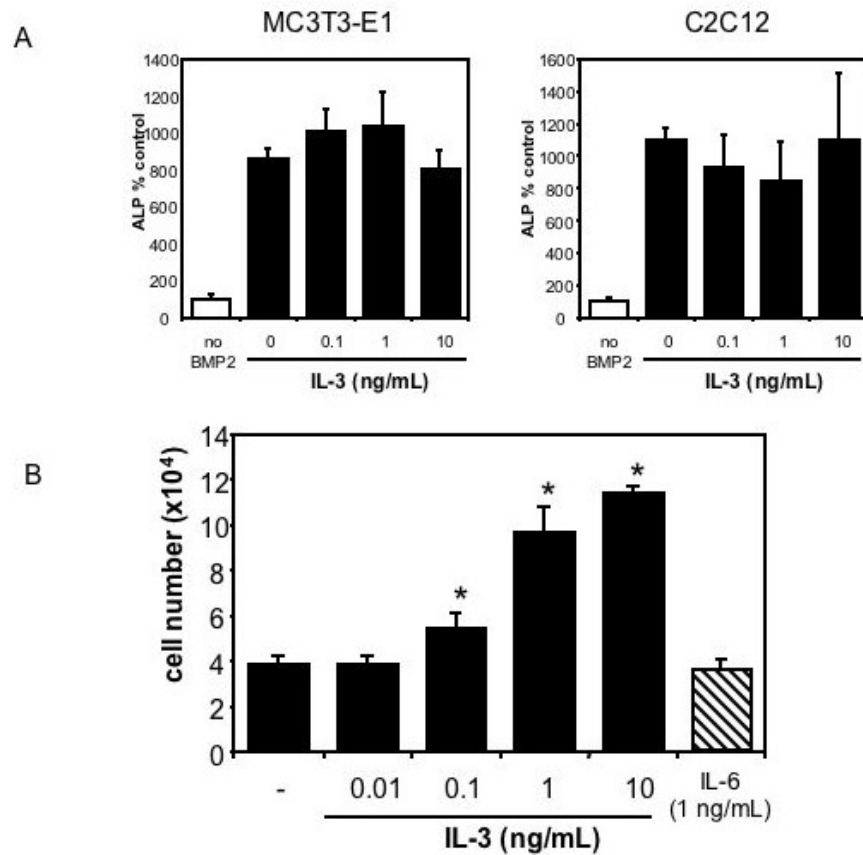 A
MC3T3-E1
C2C12
ALP % control
1400
1200
1000
800
600
400
200
0
no BMP2
0
0.1
1
10
IL-3 (ng/mL)
ALP % control
1600
1400
1200
1000
800
600
400
200
0
no BMP2
0
0.1
1
10
IL-3 (ng/mL)
B
cell number (x10⁴)
14
12
10
8
6
4
2
0
*
*
*
-
0.01
0.1
1
10
IL-6
(1 ng/mL)
IL-3 (ng/mL)